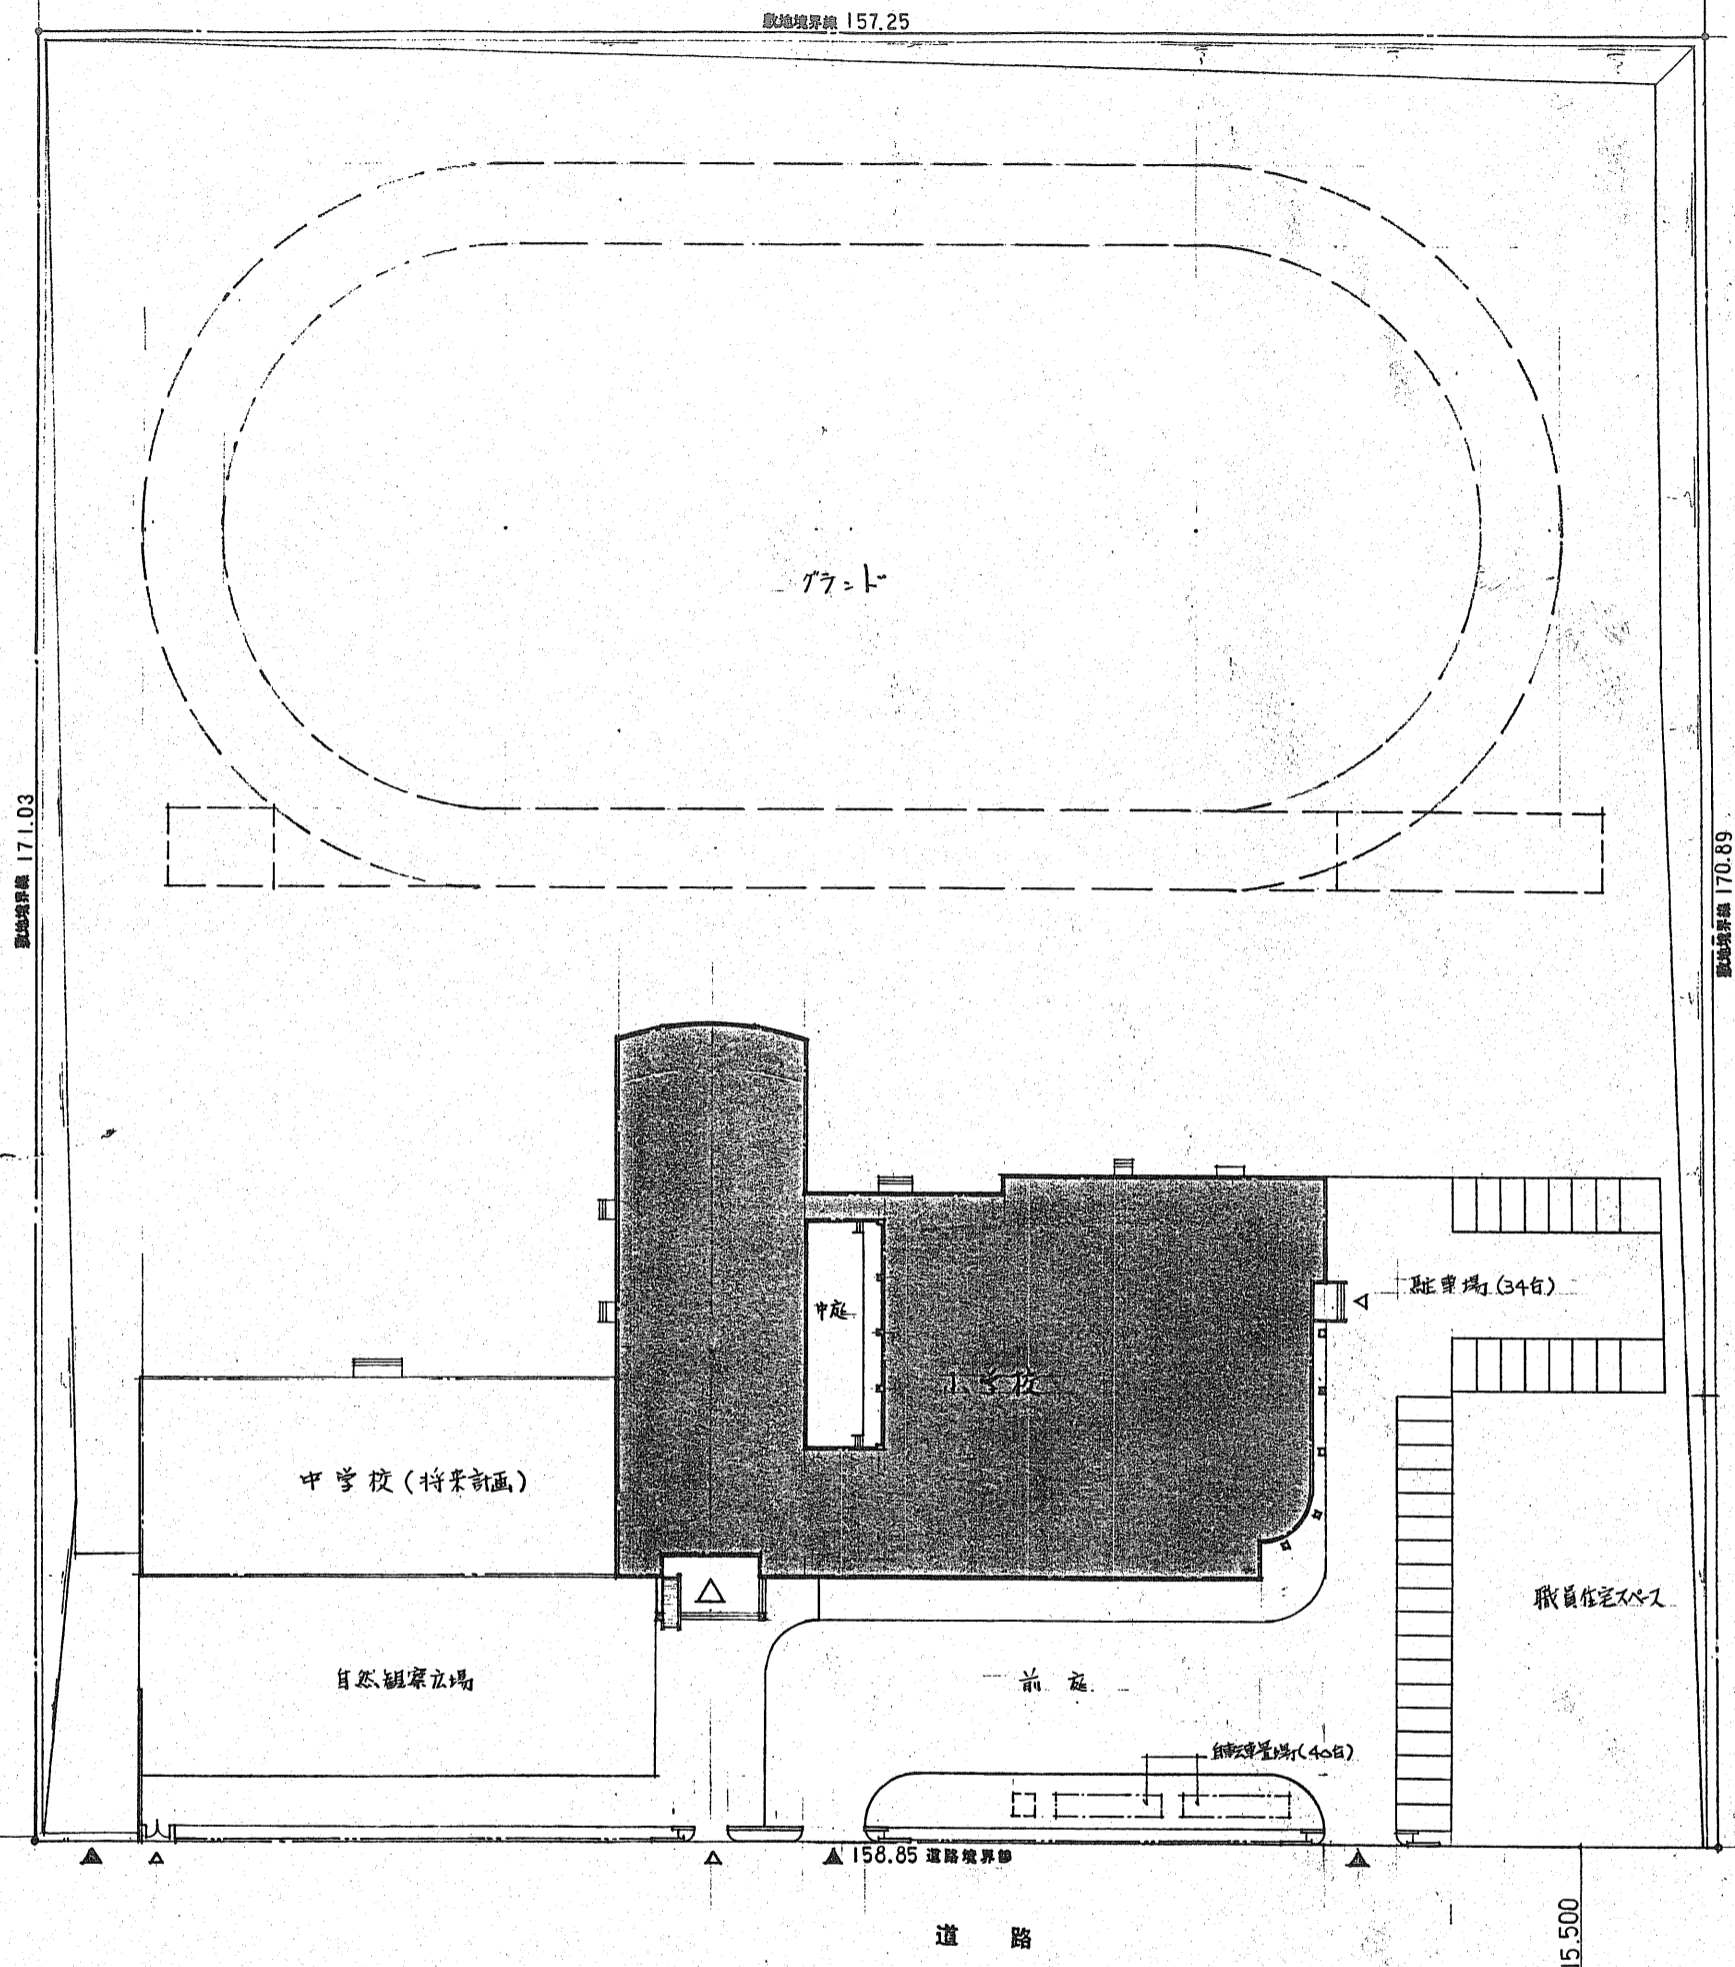 敷地境界線 157.25
グランド
敷地境界線 171.03
敷地境界線 170.89
中庭
駐車場(34台)
小学校
中学校(将来計画)
職員住宅スペース
自然観察広場
前庭
自転車置場(40台)
158.85 道路境界線
道路
15.500